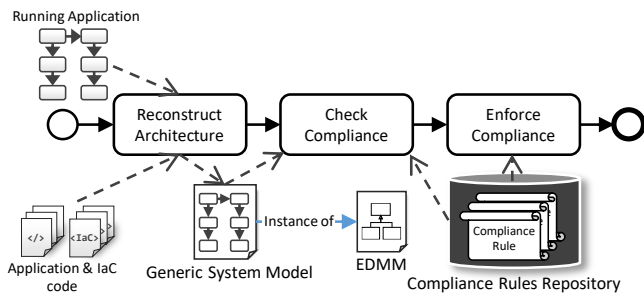 Running Application
Reconstruct
Architecture
Check
Compliance
Enforce
Compliance
</>
<IaC>
Application & IaC
code
Generic System Model
Instance of
EDMM
Compliance
Rule
Compliance Rules Repository